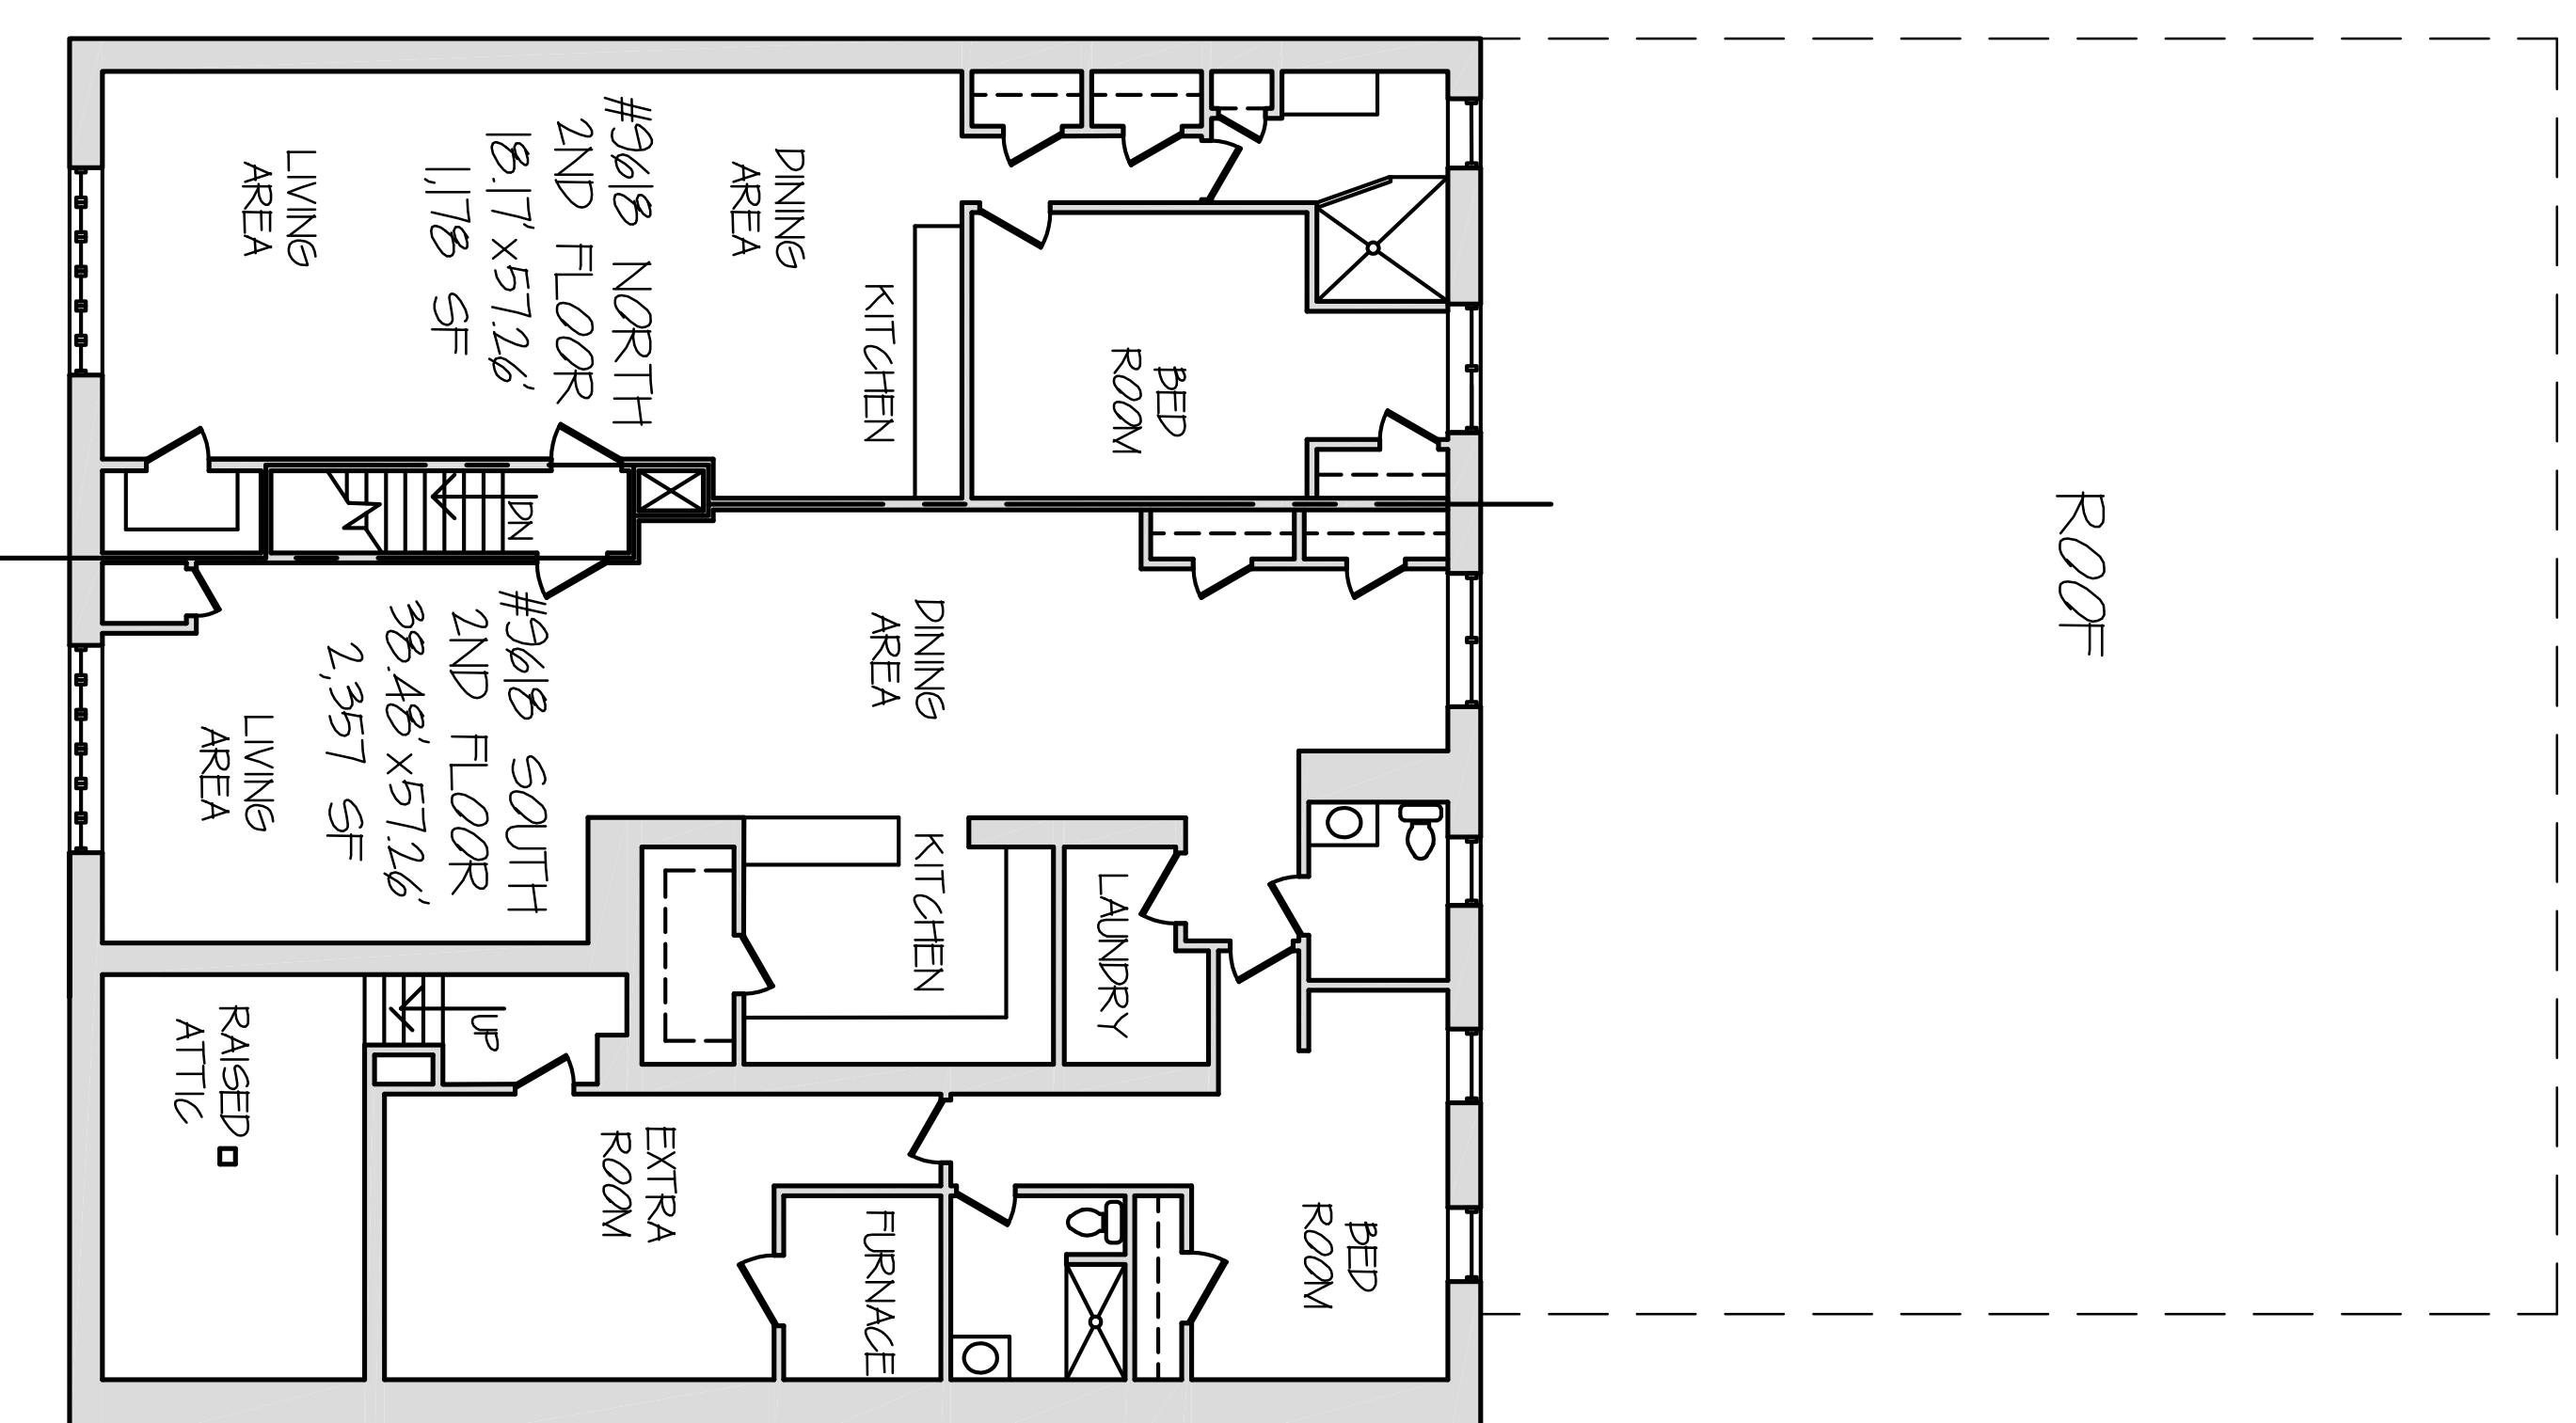 #9618 NORTH
2ND FLOOR
18.17'x57.26'
1,178 SF
LIVING
AREA
DINING
AREA
KITCHEN
BED
ROOM
DN
#9618 SOUTH
2ND FLOOR
38.48'x57.26'
2,357 SF
LIVING
AREA
DINING
AREA
KITCHEN
LAUNDRY
UP
RAISED
ATTIC
EXTRA
ROOM
FURNACE
BED
ROOM
ROOF